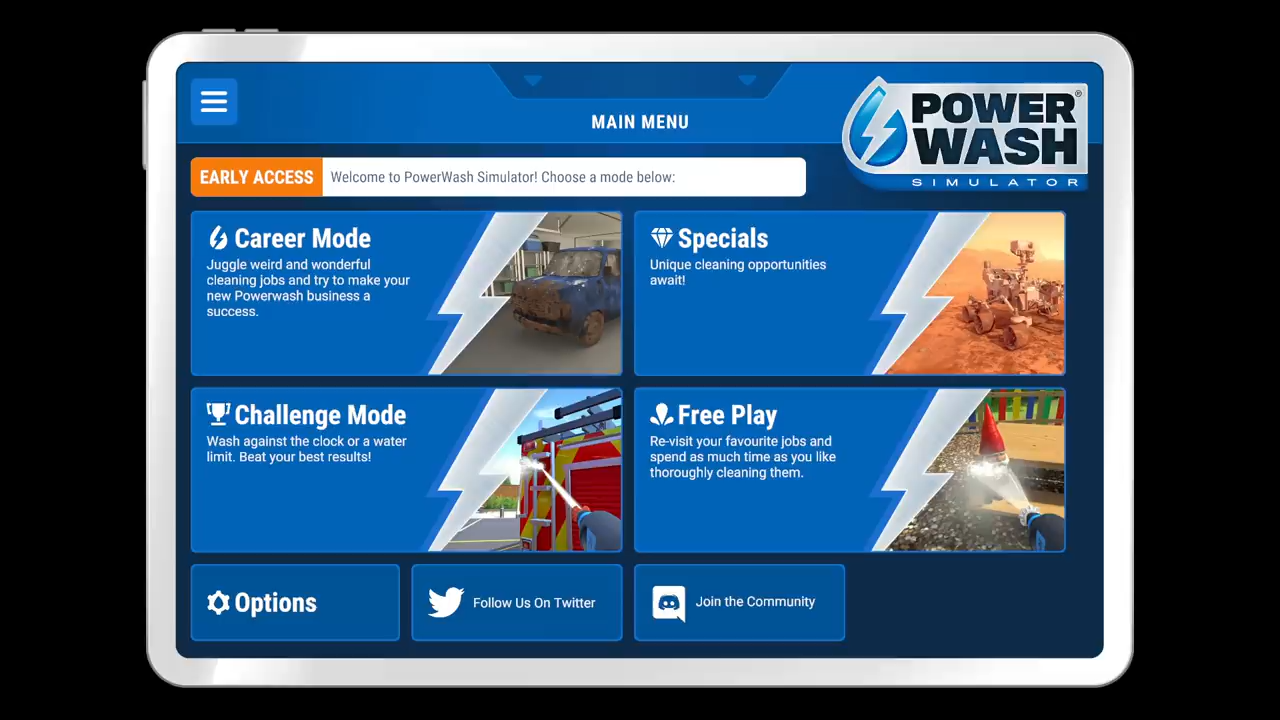 MAIN MENU
POWER®
WASH
SIMULATOR
EARLY ACCESS Welcome to PowerWash Simulator! Choose a mode below:
Career Mode
Juggle weird and wonderful
cleaning jobs and try to make your
new Powerwash business a
success.
Specials
Unique cleaning opportunities
await!
Challenge Mode
Wash against the clock or a water
limit. Beat your best results!
Free Play
Re-visit your favourite jobs and
spend as much time as you like
thoroughly cleaning them.
Options
Follow Us On Twitter
Join the Community